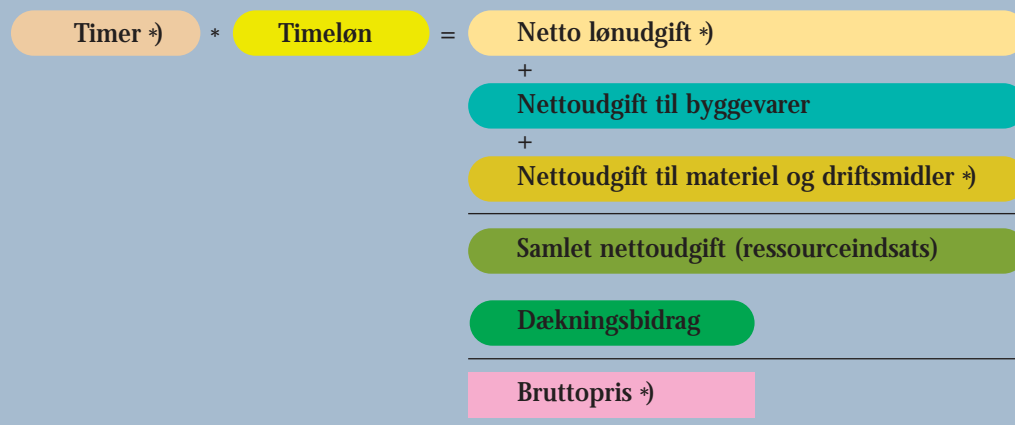 Timer *) * Timeløn = Netto lønudgift *)
+
Nettoudgift til byggevarer
+
Nettoudgift til materiel og driftsmidler *)
Samlet nettoudgift (ressourceindsats)
Dækningsbidrag
Bruttopris *)